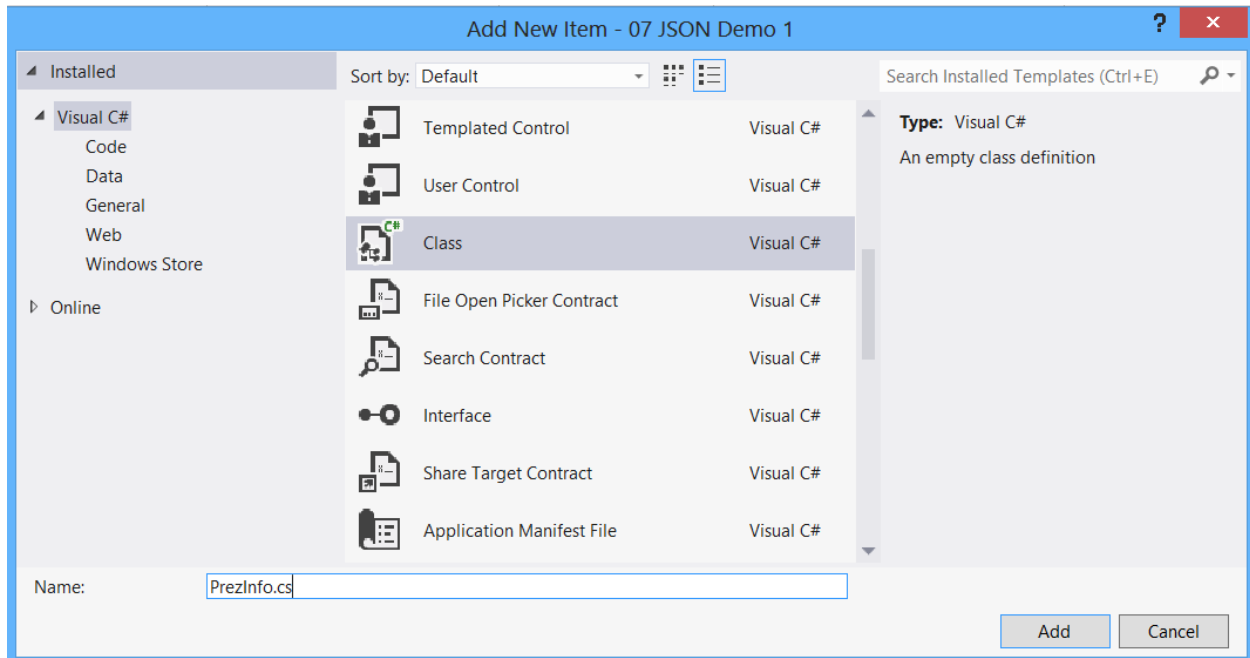 Add New Item - 07 JSON Demo 1
?
Installed
Sort by: Default
Search Installed Templates (Ctrl+E)
Visual C#
Code
Data
General
Web
Windows Store
Online
Templated Control Visual C#
User Control Visual C#
C#
Class Visual C#
File Open Picker Contract Visual C#
Search Contract Visual C#
Interface Visual C#
Share Target Contract Visual C#
Application Manifest File Visual C#
Type: Visual C#
An empty class definition
Name: PrezInfo.cs
Add Cancel